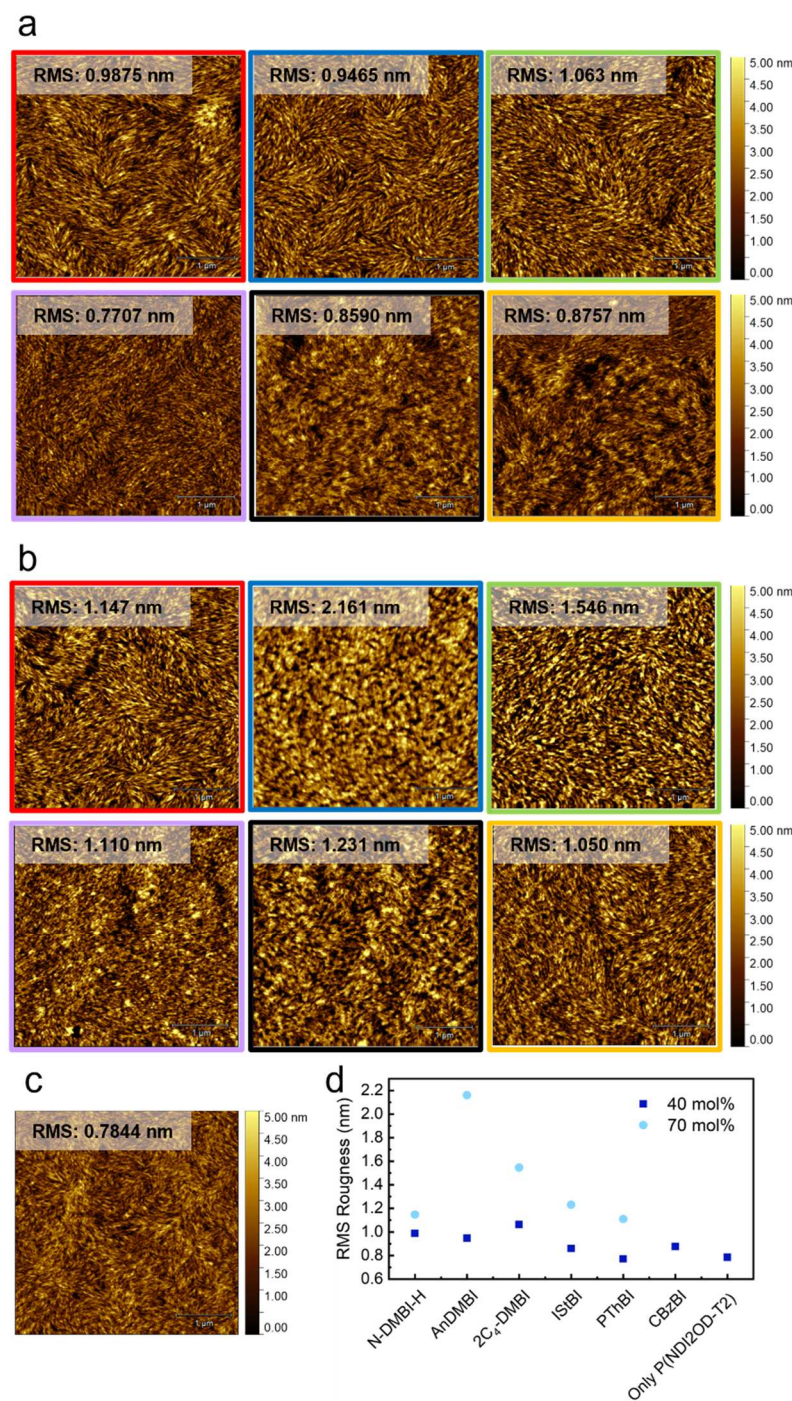 a
RMS: 0.9875 nm
RMS: 0.9465 nm
RMS: 1.063 nm
1 µm
1 µm
1 µm
5.00 nm
4.50
4.00
3.50
3.00
2.50
2.00
1.50
1.00
0.00
RMS: 0.7707 nm
RMS: 0.8590 nm
RMS: 0.8757 nm
1 µm
1 µm
1 µm
5.00 nm
4.50
4.00
3.50
3.00
2.50
2.00
1.50
1.00
0.00
b
RMS: 1.147 nm
RMS: 2.161 nm
RMS: 1.546 nm
1 µm
1 µm
1 µm
5.00 nm
4.50
4.00
3.50
3.00
2.50
2.00
1.50
1.00
0.00
RMS: 1.110 nm
RMS: 1.231 nm
RMS: 1.050 nm
1 µm
1 µm
1 µm
5.00 nm
4.50
4.00
3.50
3.00
2.50
2.00
1.50
1.00
0.00
c
RMS: 0.7844 nm
1 µm
5.00 nm
4.50
4.00
3.50
3.00
2.50
2.00
1.50
1.00
0.00
d
RMS Rougness (nm)
2.2
2.0
1.8
1.6
1.4
1.2
1.0
0.8
0.6
40 mol%
70 mol%
N-DMBI-H
AnDMBI
2C₄-DMBI
IStBI
PThBI
CBzBI
Only P(NDI2OD-T2)